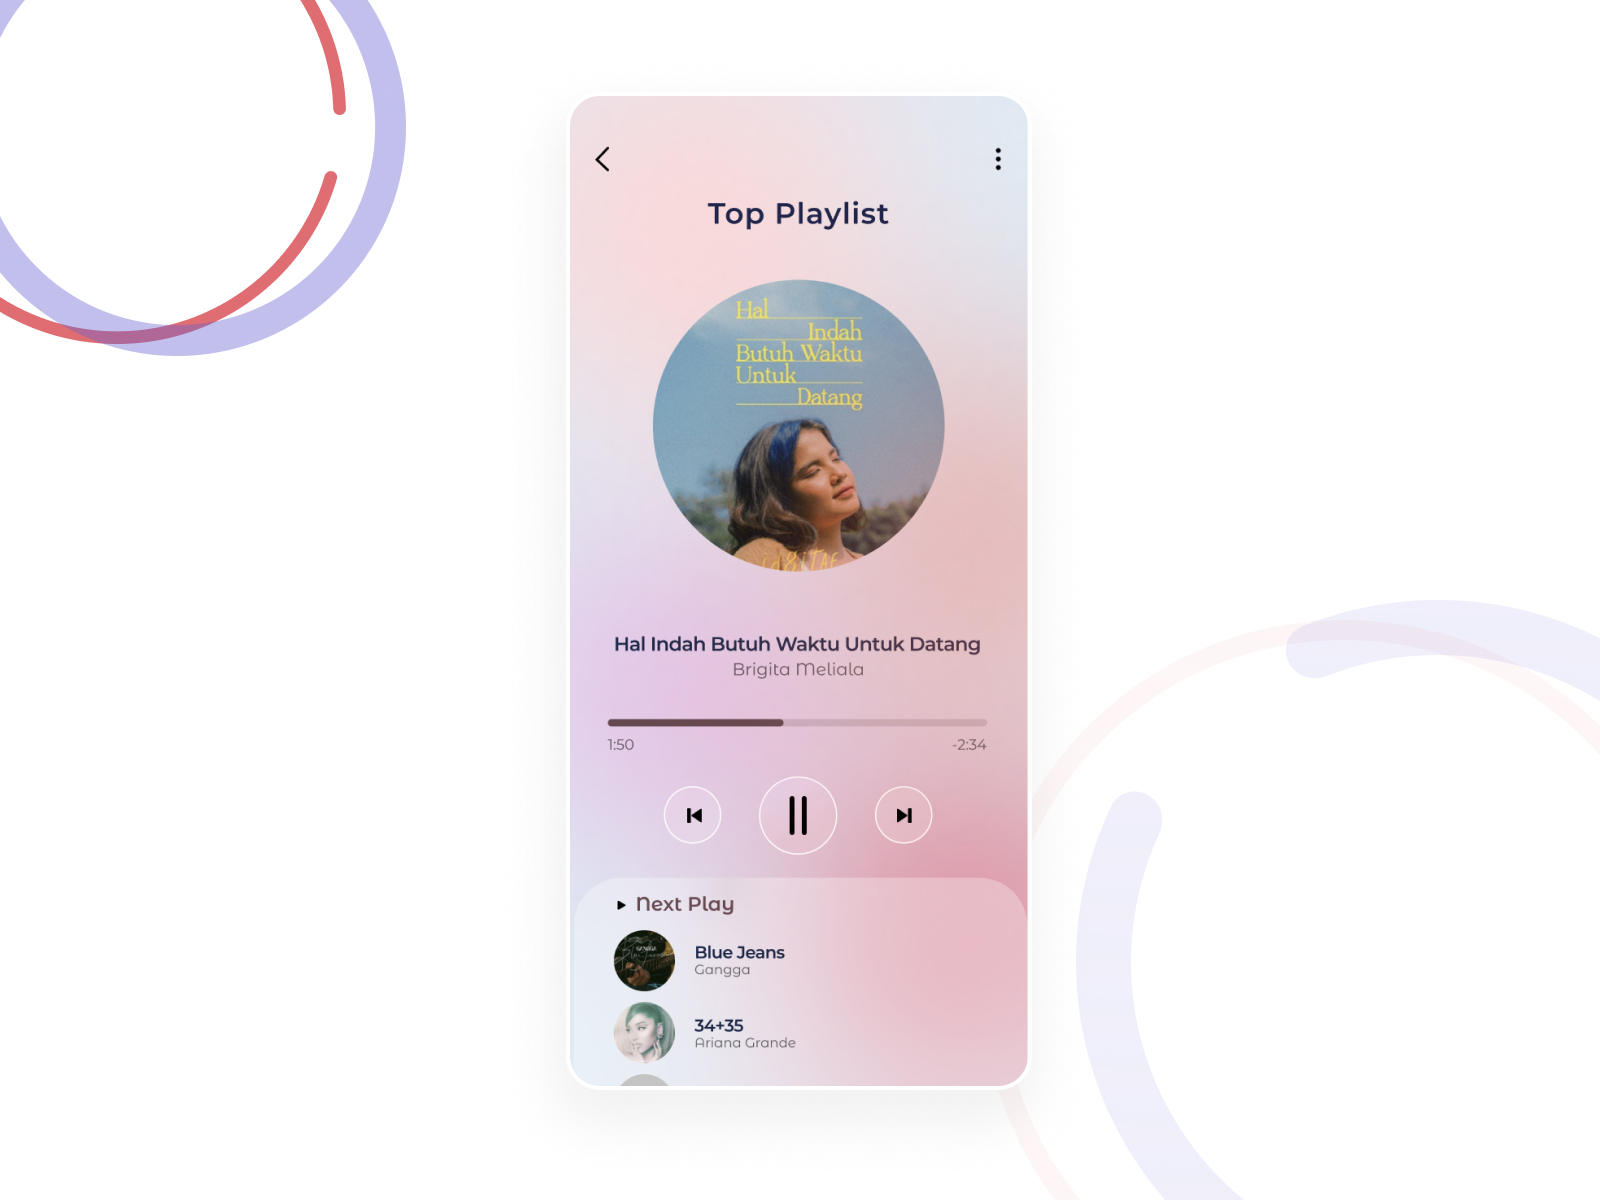 Top Playlist
Hal
Indah
Butuh Waktu
Untuk
Datang
Hal Indah Butuh Waktu Untuk Datang
Brigita Meliala
1:50
-2:34
Next Play
Blue Jeans
Gangga
34+35
Ariana Grande